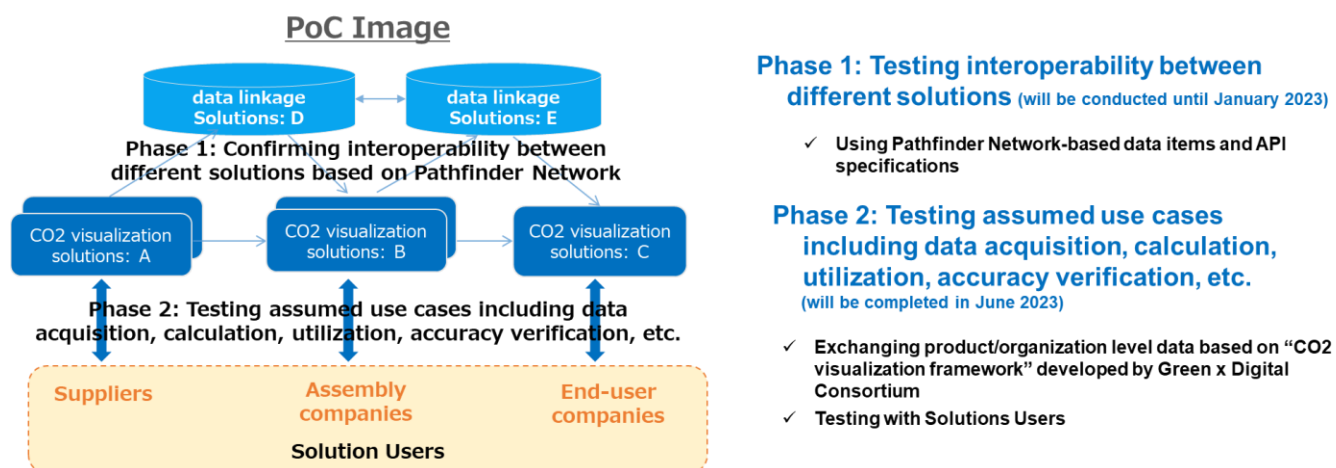 PoC Image
data linkage
Solutions: D
data linkage
Solutions: E
Phase 1: Confirming interoperability between
different solutions based on Pathfinder Network
CO2 visualization
solutions: A
CO2 visualization
solutions: B
CO2 visualization
solutions: C
Phase 2: Testing assumed use cases including data
acquisition, calculation, utilization, accuracy verification, etc.
Suppliers
Assembly
companies
End-user
companies
Solution Users
Phase 1: Testing interoperability between
different solutions (will be conducted until January 2023)
✓ Using Pathfinder Network-based data items and API
specifications
Phase 2: Testing assumed use cases
including data acquisition, calculation,
utilization, accuracy verification, etc.
(will be completed in June 2023)
✓ Exchanging product/organization level data based on “CO2
visualization framework” developed by Green x Digital
Consortium
✓ Testing with Solutions Users